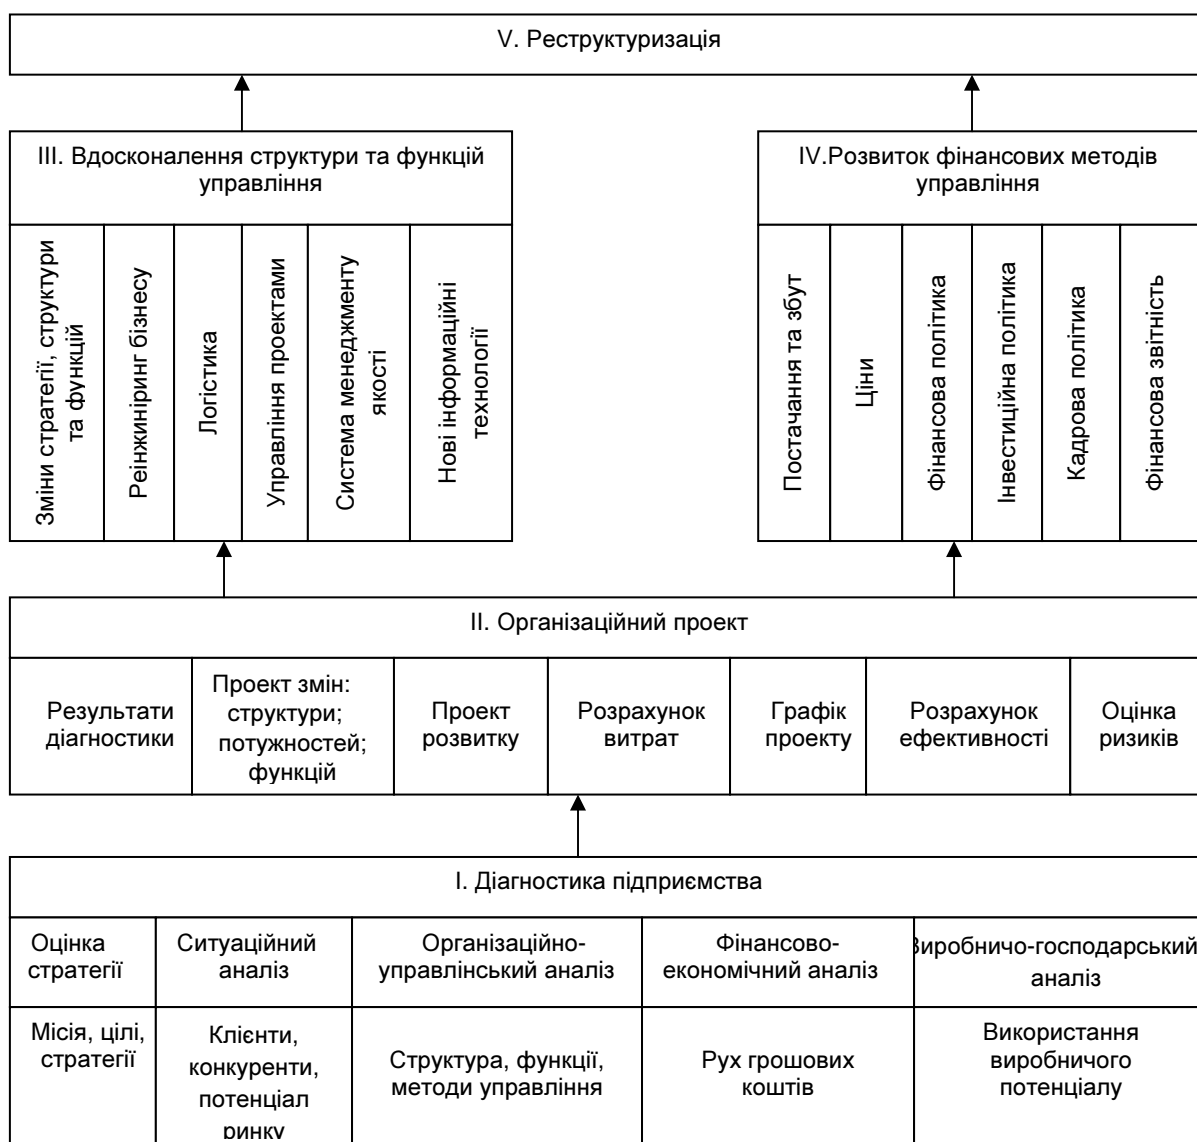 V. Реструктуризація
III. Вдосконалення структури та функцій
управління
IV.Розвиток фінансових методів
управління
Зміни стратегії, структури
та функцій
Реінжиніринг бізнесу
Логістика
Управління проектами
Система менеджменту
якості
Нові інформаційні
технології
Постачання та збут
Ціни
Фінансова політика
Інвестиційна політика
Кадрова політика
Фінансова звітність
II. Організаційний проект
Результати
діагностики
Проект змін:
структури;
потужностей;
функцій
Проект
розвитку
Розрахунок
витрат
Графік
проекту
Розрахунок
ефективності
Оцінка
ризиків
I. Діагностика підприємства
Оцінка
стратегії
Ситуаційний
аналіз
Організаційно-
управлінський аналіз
Фінансово-
економічний аналіз
Виробничо-господарський
аналіз
Місія, цілі,
стратегії
Клієнти,
конкуренти,
потенціал
ринку
Структура, функції,
методи управління
Рух грошових
коштів
Використання
виробничого
потенціалу